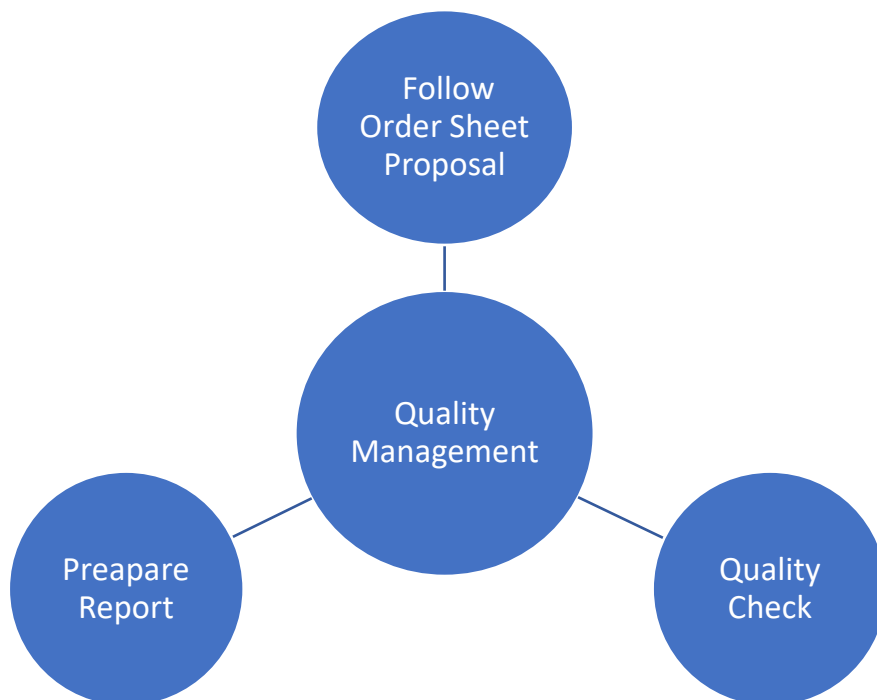 Follow
Order Sheet
Proposal
Quality
Management
Preapare
Report
Quality
Check